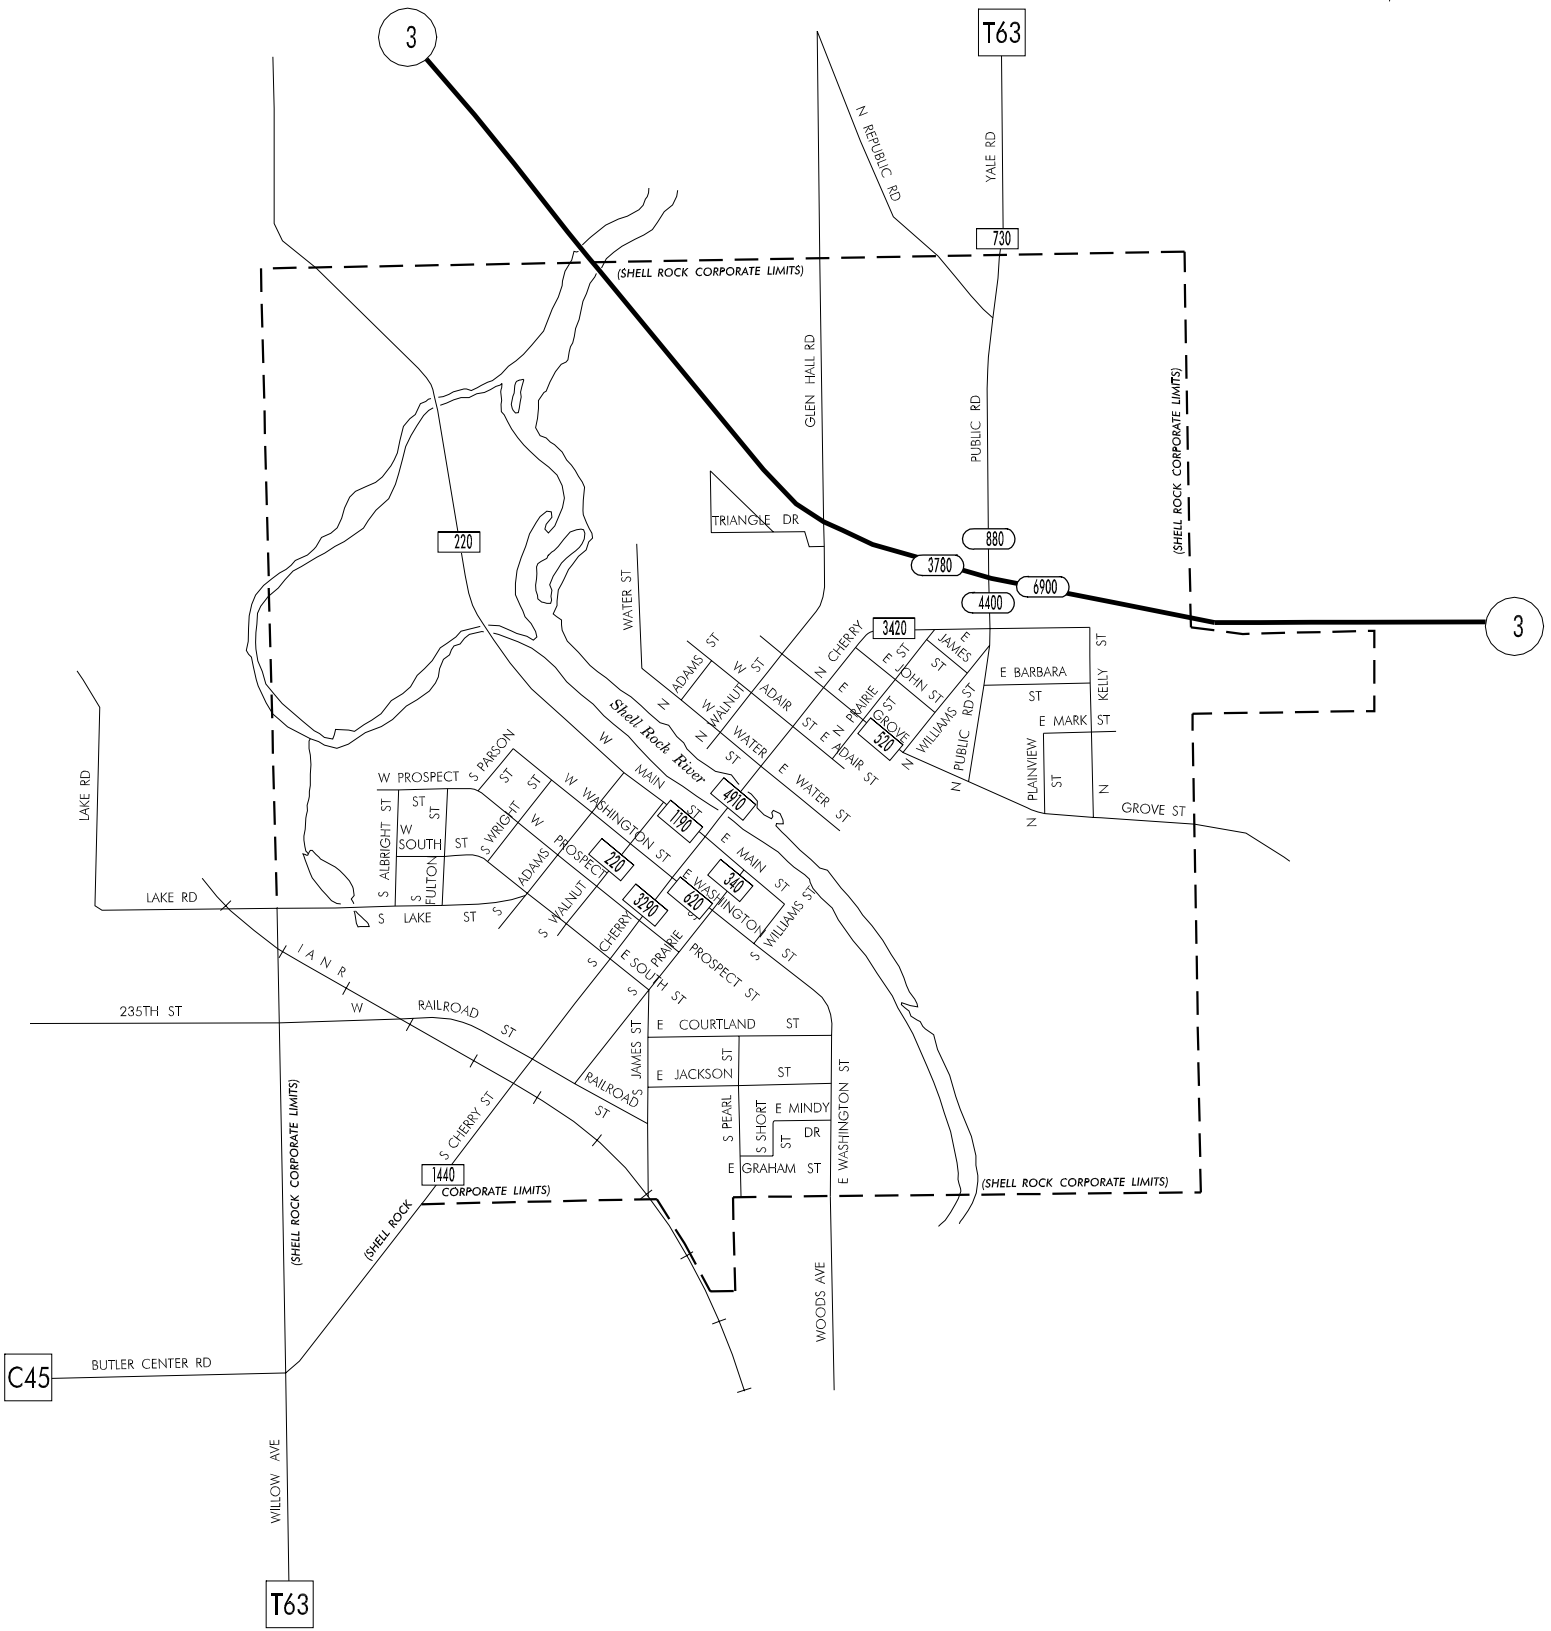 3
T63
N REPUBLIC RD
YALE RD
730
(SHELL ROCK CORPORATE LIMITS)
GLEN HALL RD
PUBLIC RD
(SHELL ROCK CORPORATE LIMITS)
TRIANGLE DR
220
880
3780
6900
4400
3
WATER ST
N CHERRY
3420
E JAMES ST
N ADAMS ST
W ADAIR ST
N WALNUT ST
E JOHN ST
N PRAIRIE ST
E GROVE ST
520
N WILLIAMS ST
N PUBLIC RD
E BARBARA ST
N KELLY ST
E MARK ST
N PLAINVIEW ST
GROVE ST
W WATER ST
E ADAIR ST
E WATER ST
Shell Rock River
LAKE RD
W PROSPECT ST
S PARSON ST
W MAIN ST
4910
1190
W WASHINGTON ST
S ALBRIGHT ST
W SOUTH ST
S FULTON ST
S WRIGHT ST
W PROSPECT
220
E MAIN ST
340
S ADAMS
S WALNUT
3290
620
E WASHINGTON ST
S WILLIAMS ST
LAKE RD
S LAKE ST
S CHERRY
S PRAIRIE ST
E SOUTH ST
PROSPECT ST
I A N R
235TH ST
W RAILROAD ST
E COURTLAND ST
S JAMES ST
E JACKSON ST
RAILROAD ST
S PEARL ST
S SHORT ST
E MINDY DR
E GRAHAM ST
E WASHINGTON ST
S CHERRY ST
1440
(SHELL ROCK CORPORATE LIMITS)
(SHELL ROCK CORPORATE LIMITS)
(SHELL ROCK CORPORATE LIMITS)
WOODS AVE
C45
BUTLER CENTER RD
WILLOW AVE
T63